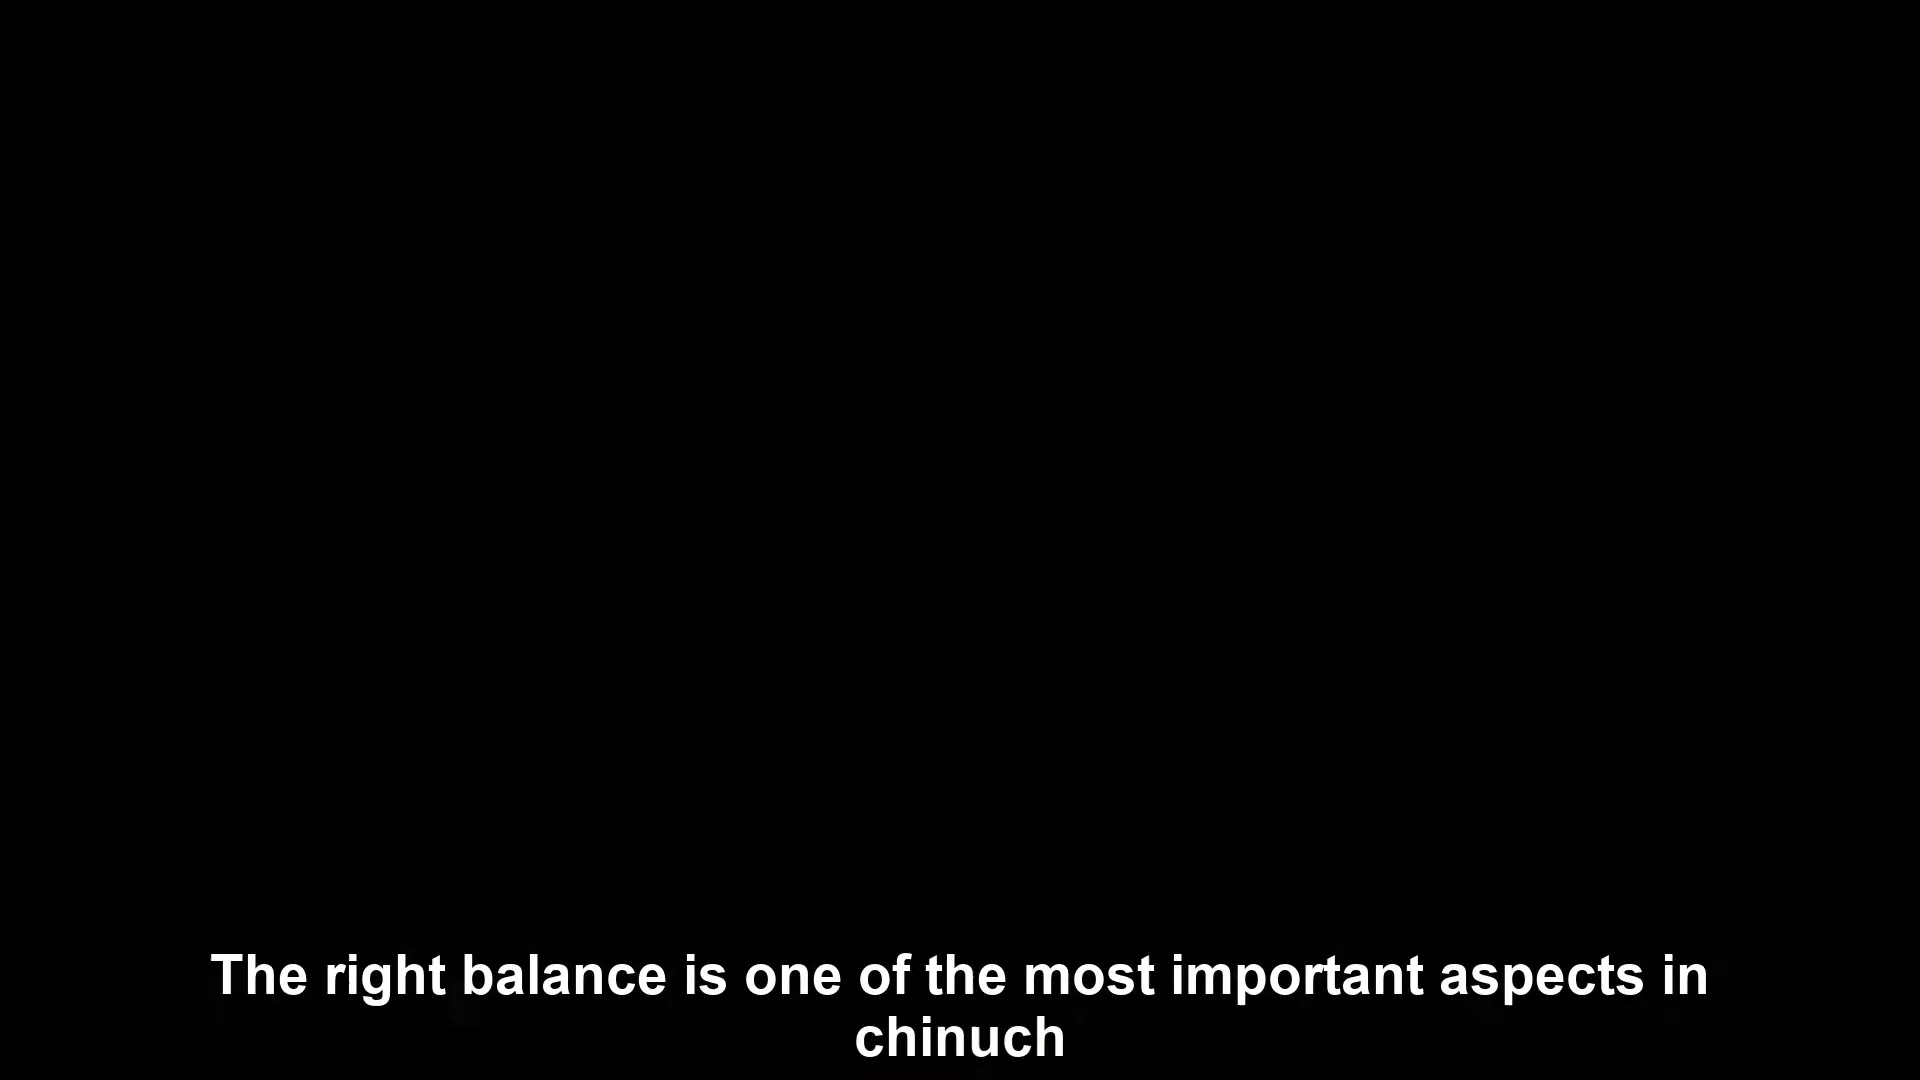 The right balance is one of the most important aspects in
chinuch